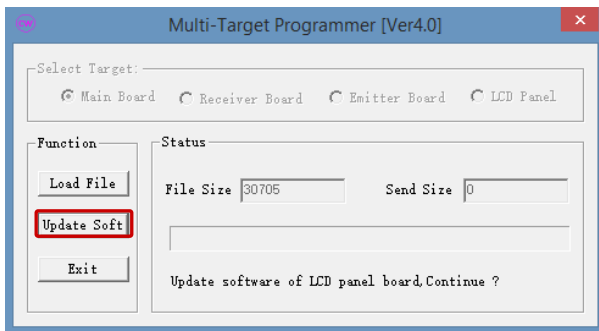 CW
Multi-Target Programmer [Ver4.0]
Select Target:
Main Board Receiver Board Emitter Board LCD Panel
Function
Status
Load File
File Size 30705 Send Size 0
Update Soft
Exit
Update software of LCD panel board,Continue ?